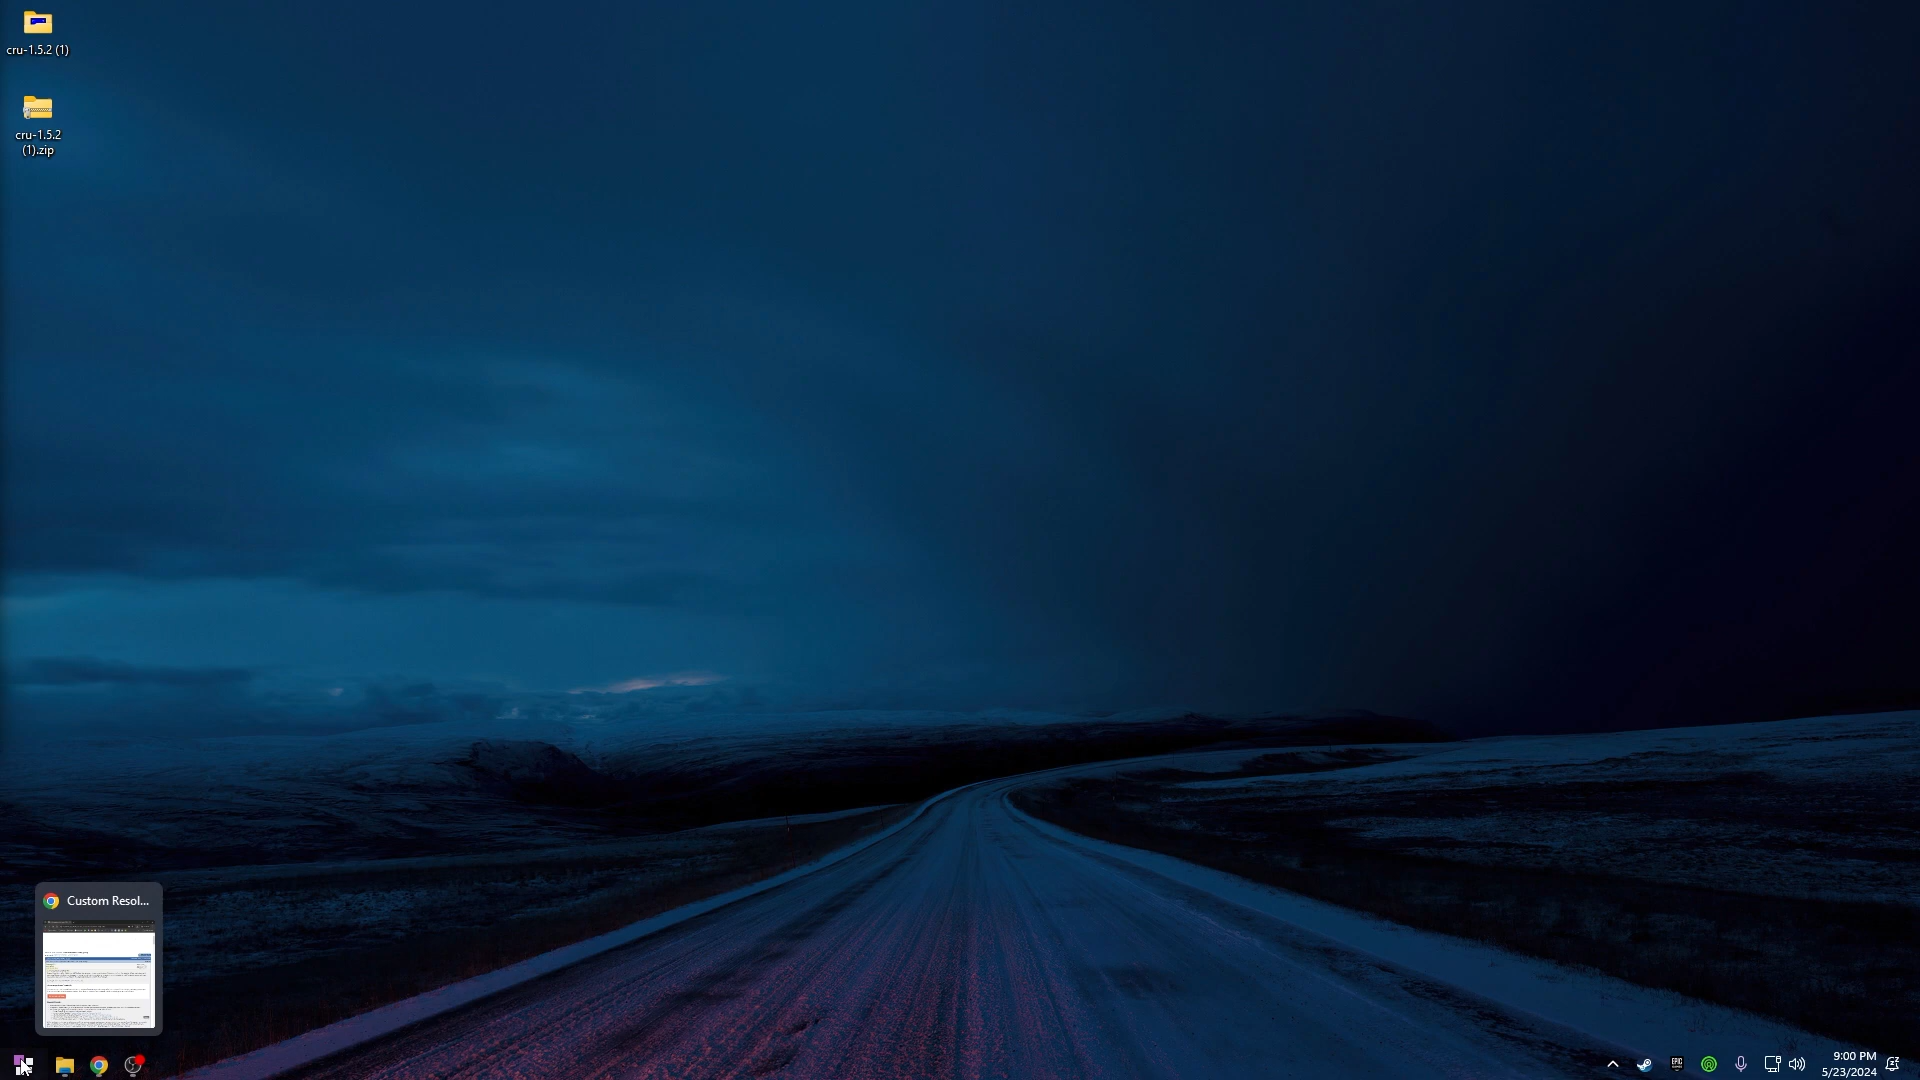 cru-1.5.2 (1)
cru-1.5.2
(1).zip
Custom Resol...
EPIC
9:00 PM
5/23/2024